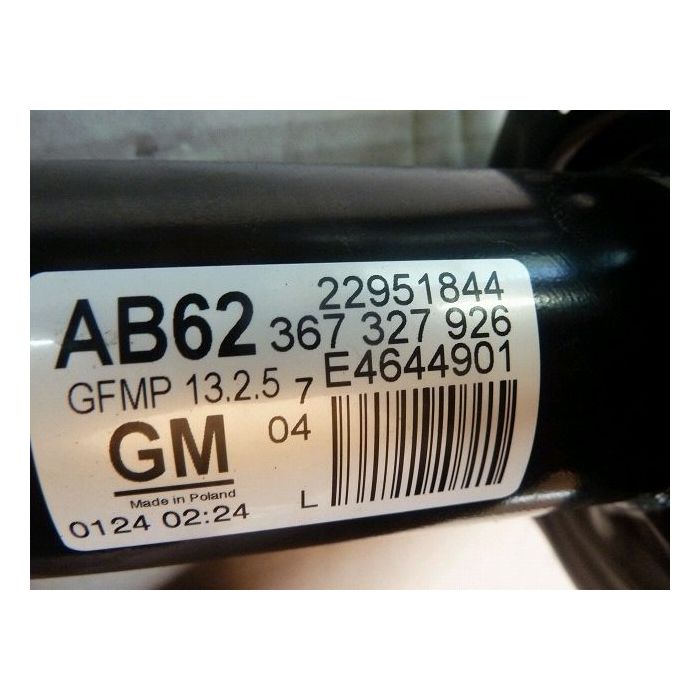 AB62
22951844
367 327 926
GFMP 13.2.5 7
E4644901
04
GM
Made in Poland
L
0124 02:24